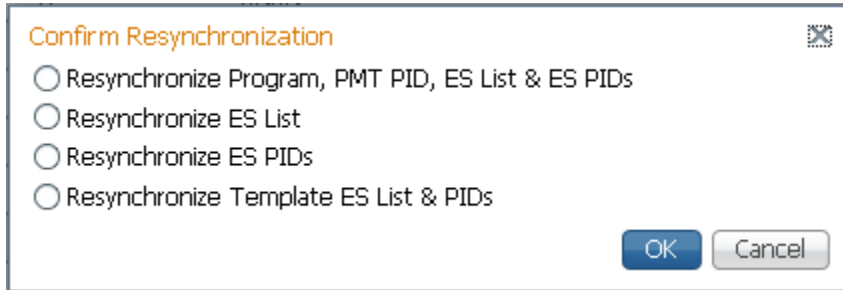 Confirm Resynchronization
Resynchronize Program, PMT PID, ES List & ES PIDs
Resynchronize ES List
Resynchronize ES PIDs
Resynchronize Template ES List & PIDs
OK Cancel